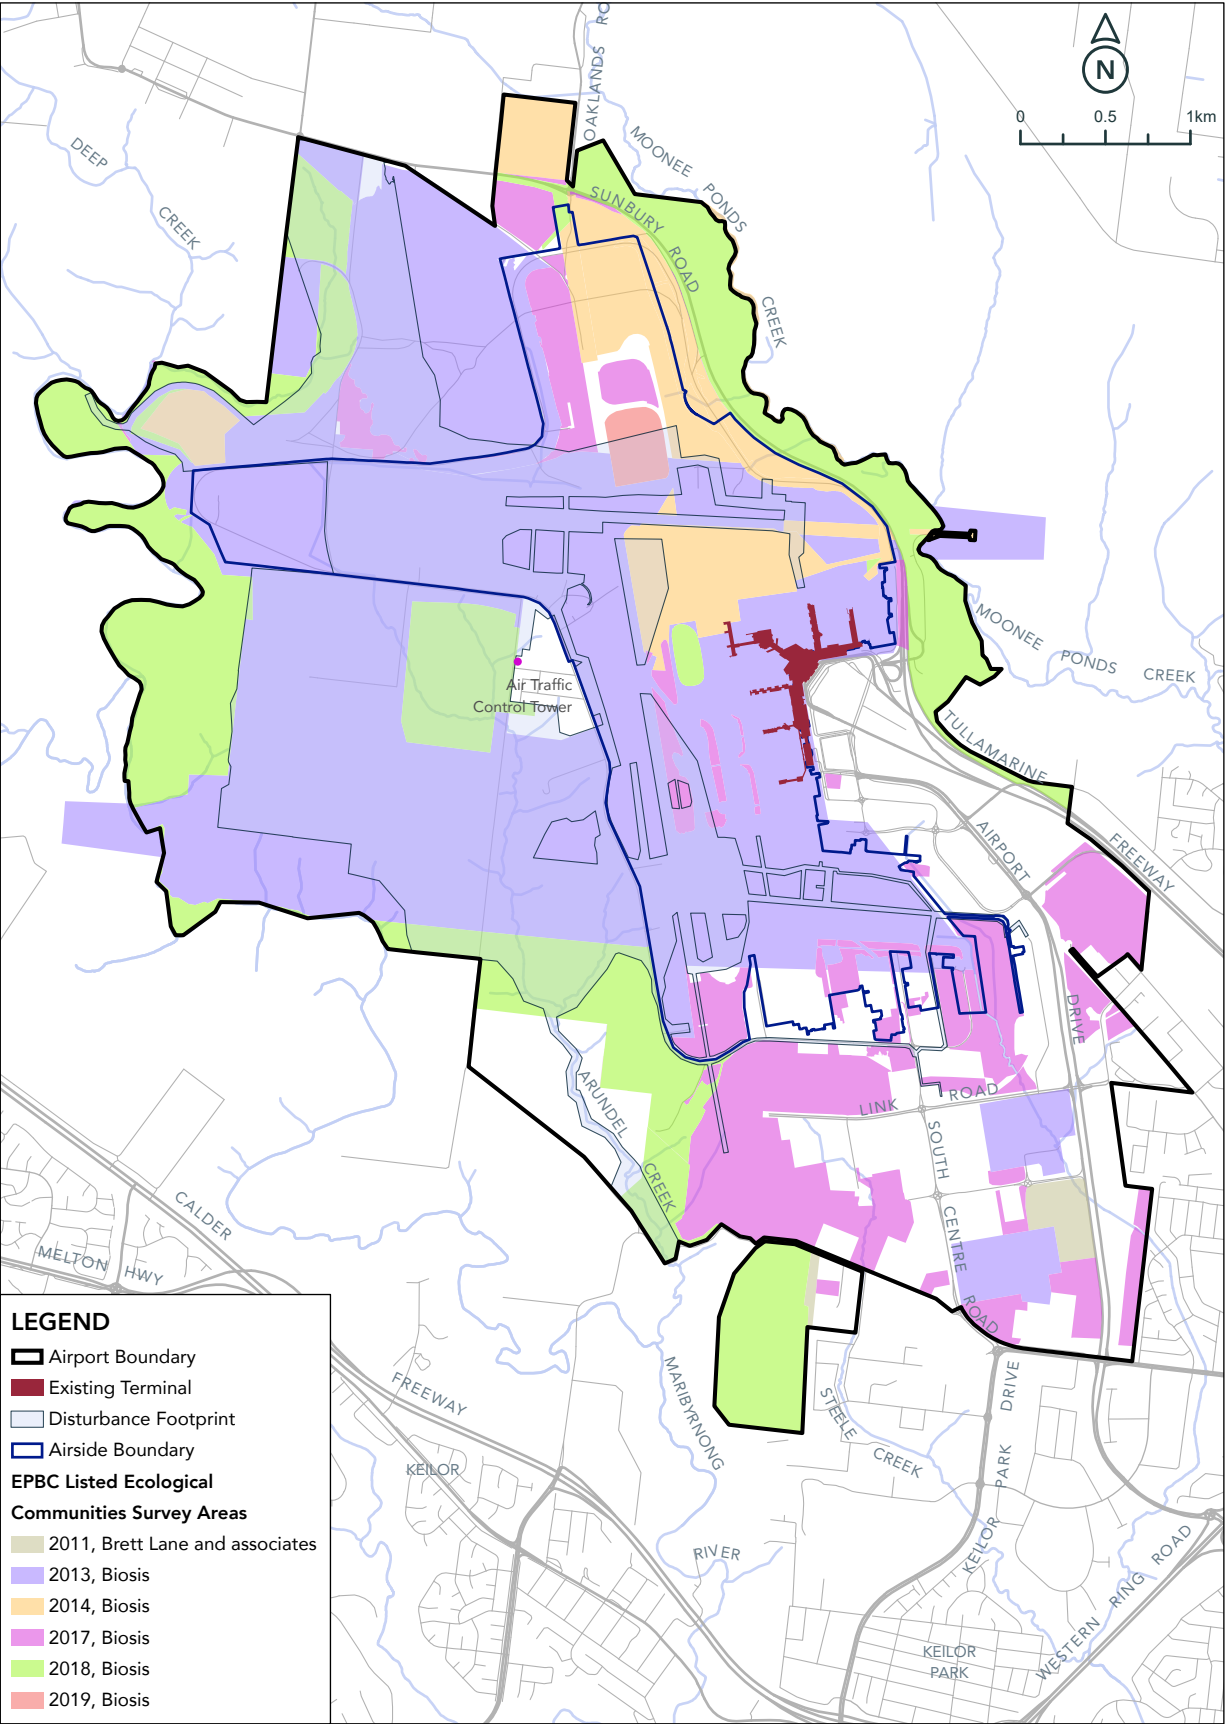 OAKLANDS RO
N
0 0.5 1km
DEEP
CREEK
MOONEE PONDS
CREEK
SUNBURY ROAD
MOONEE PONDS CREEK
Air Traffic
Control Tower
TULLAMARINE
FREEWAY
AIRPORT
DRIVE
ARUNDEL
CREEK
LINK ROAD
SOUTH
CENTRE
ROAD
CALDER
FREEWAY
MELTON HWY
KEILOR
MARIBYRNONG
RIVER
STEELE
CREEK
KEILOR PARK DRIVE
KEILOR
PARK
WESTERN RING ROAD
LEGEND
Airport Boundary
Existing Terminal
Disturbance Footprint
Airside Boundary
EPBC Listed Ecological
Communities Survey Areas
2011, Brett Lane and associates
2013, Biosis
2014, Biosis
2017, Biosis
2018, Biosis
2019, Biosis